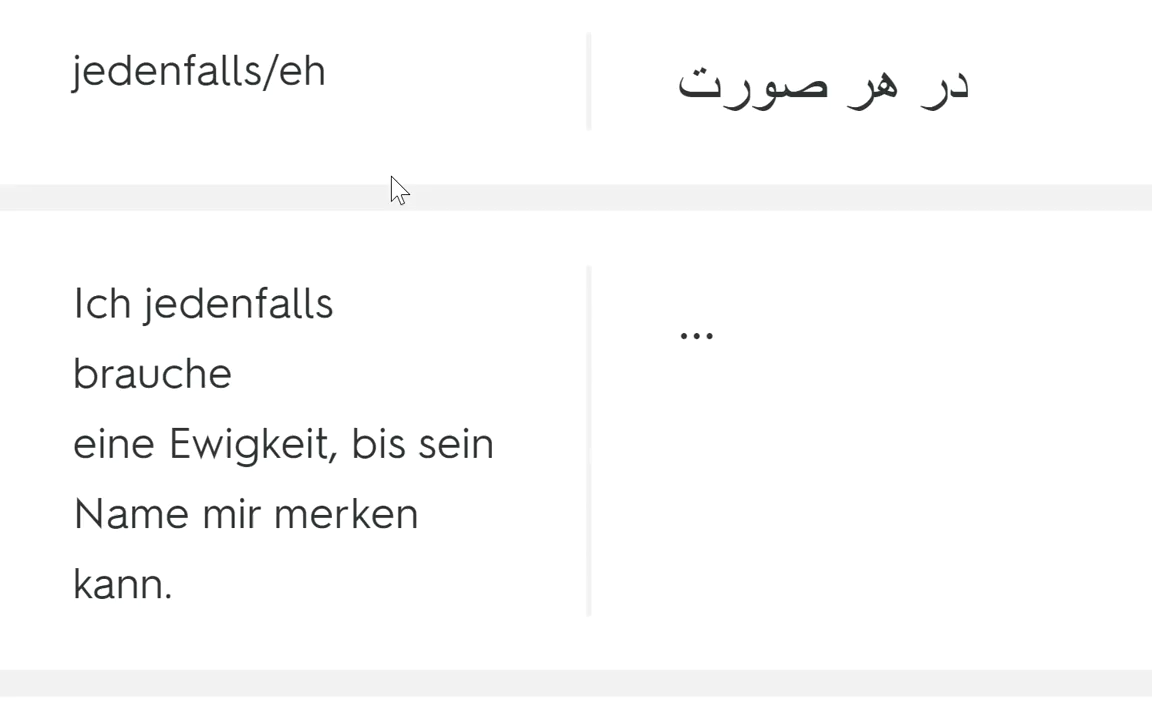 jedenfalls/eh
در هر صورت
Ich jedenfalls
brauche
eine Ewigkeit, bis sein
Name mir merken
kann.
...